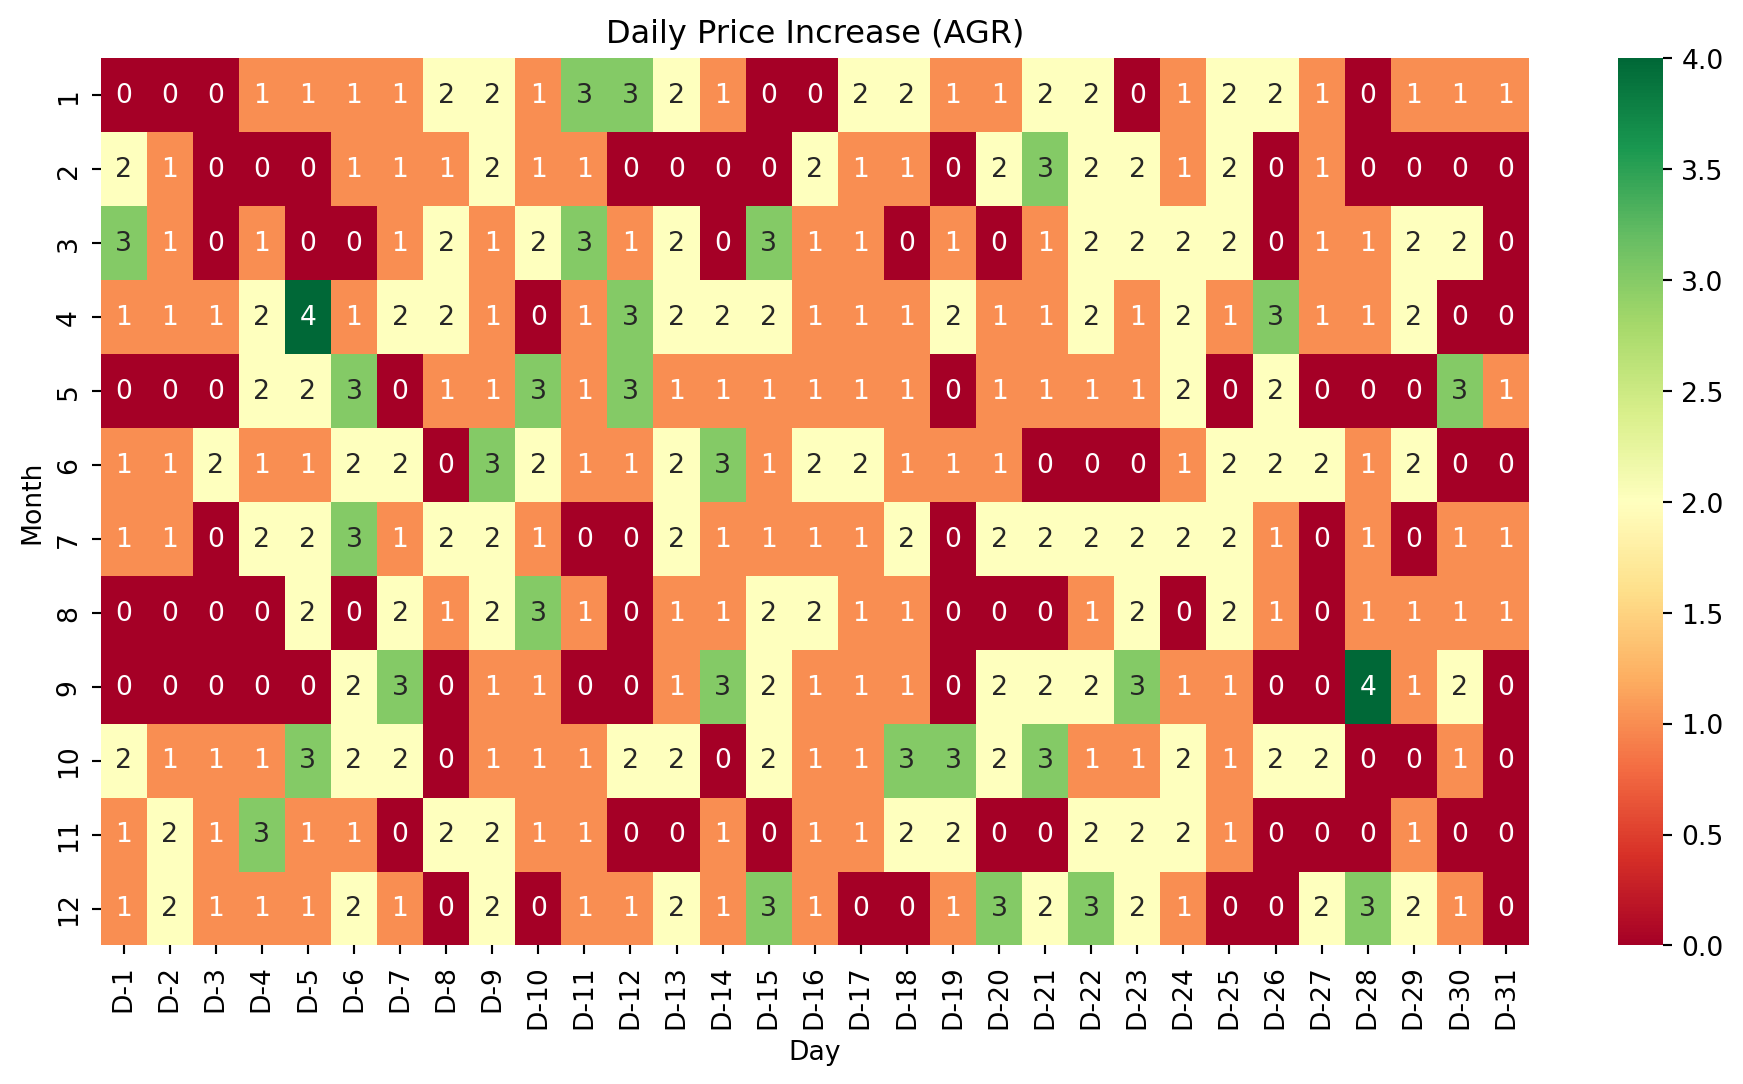 Daily Price Increase (AGR)
1 0 0 0 1 1 1 1 2 2 1 3 3 2 1 0 0 2 2 1 1 2 2 0 1 2 2 1 0 1 1 1
2 2 1 0 0 0 1 1 1 2 1 1 0 0 0 0 2 1 1 0 2 3 2 2 1 2 0 1 0 0 0 0
3 3 1 0 1 0 0 1 2 1 2 3 1 2 0 3 1 1 0 1 0 1 2 2 2 2 0 1 1 2 2 0
4 1 1 1 2 4 1 2 2 1 0 1 3 2 2 2 1 1 1 2 1 1 2 1 2 1 3 1 1 2 0 0
5 0 0 0 2 2 3 0 1 1 3 1 3 1 1 1 1 1 1 0 1 1 1 1 2 0 2 0 0 0 3 1
6 1 1 2 1 1 2 2 0 3 2 1 1 2 3 1 2 2 1 1 1 0 0 0 1 2 2 2 1 2 0 0
7 1 1 0 2 2 3 1 2 2 1 0 0 2 1 1 1 1 2 0 2 2 2 2 2 2 1 0 1 0 1 1
8 0 0 0 0 2 0 2 1 2 3 1 0 1 1 2 2 1 1 0 0 0 1 2 0 2 1 0 1 1 1 1
9 0 0 0 0 0 2 3 0 1 1 0 0 1 3 2 1 1 1 0 2 2 2 3 1 1 0 0 4 1 2 0
10 2 1 1 1 3 2 2 0 1 1 1 2 2 0 2 1 1 3 3 2 3 1 1 2 1 2 2 0 0 1 0
11 1 2 1 3 1 1 0 2 2 1 1 0 0 1 0 1 1 2 2 0 0 2 2 2 1 0 0 0 1 0 0
12 1 2 1 1 1 2 1 0 2 0 1 1 2 1 3 1 0 0 1 3 2 3 2 1 0 0 2 3 2 1 0
Month
D-1 D-2 D-3 D-4 D-5 D-6 D-7 D-8 D-9 D-10 D-11 D-12 D-13 D-14 D-15 D-16 D-17 D-18 D-19 D-20 D-21 D-22 D-23 D-24 D-25 D-26 D-27 D-28 D-29 D-30 D-31
Day
4.0
3.5
3.0
2.5
2.0
1.5
1.0
0.5
0.0